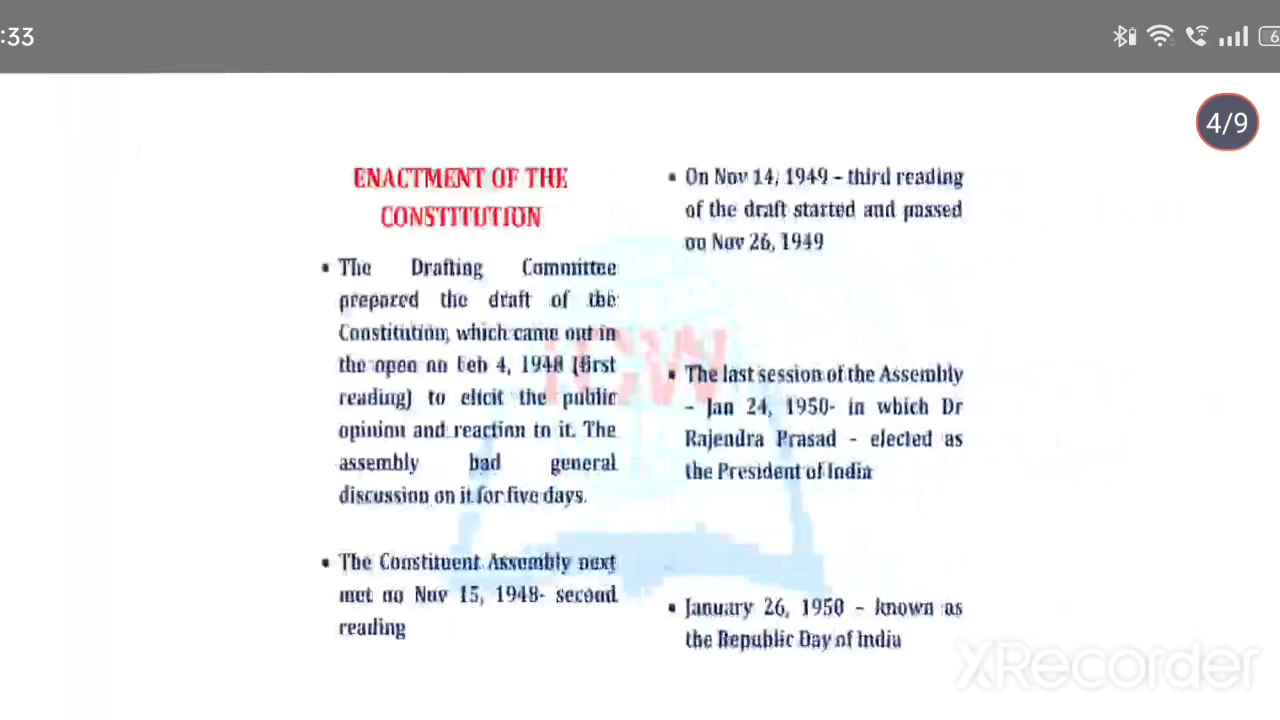 :33
4/9
ENACTMENT OF THE
CONSTITUTION
• The Drafting Committee
prepared the draft of the
Constitution, which came out in
the open on Feb 4, 1948 (first
reading) to elicit the public
opinion and reaction to it. The
assembly had general
discussion on it for five days.
• The Constituent Assembly next
met on Nov 15, 1948- second
reading
• On Nov 14, 1949 – third reading
of the draft started and passed
on Nov 26, 1949
• The last session of the Assembly
– Jan 24, 1950- in which Dr
Rajendra Prasad - elected as
the President of India
• January 26, 1950 – known as
the Republic Day of India
iGW
XRecorder
6